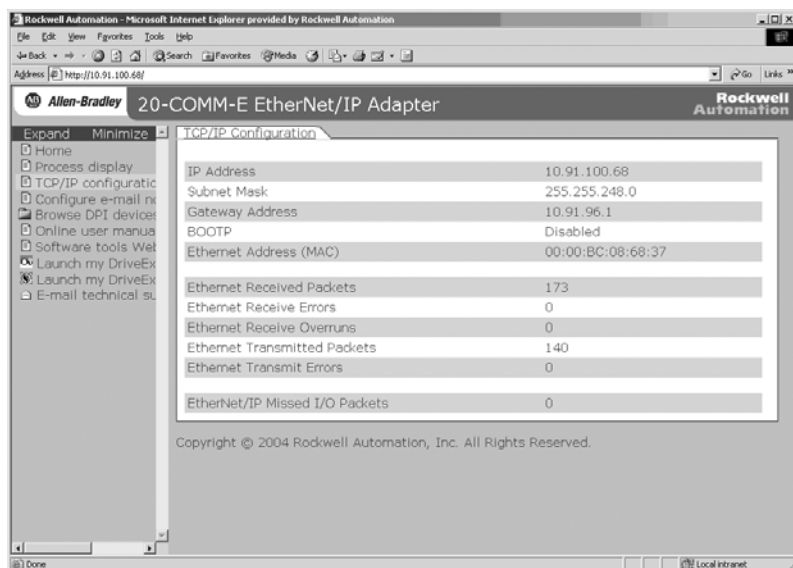 Rockwell Automation - Microsoft Internet Explorer provided by Rockwell Automation
File Edit View Favorites Tools Help
Back Search Favorites Media
Address http://10.91.100.68/ Go Links »
AB Allen-Bradley 20-COMM-E EtherNet/IP Adapter Rockwell Automation
Expand Minimize
Home
Process display
TCP/IP configuratic
Configure e-mail no
Browse DPI devices
Online user manua
Software tools Wel
Launch my DriveEx
Launch my DriveEx
E-mail technical su
TCP/IP Configuration
IP Address 10.91.100.68
Subnet Mask 255.255.248.0
Gateway Address 10.91.96.1
BOOTP Disabled
Ethernet Address (MAC) 00:00:BC:08:68:37
Ethernet Received Packets 173
Ethernet Receive Errors 0
Ethernet Receive Overruns 0
Ethernet Transmitted Packets 140
Ethernet Transmit Errors 0
EtherNet/IP Missed I/O Packets 0
Copyright © 2004 Rockwell Automation, Inc. All Rights Reserved.
Done Local intranet